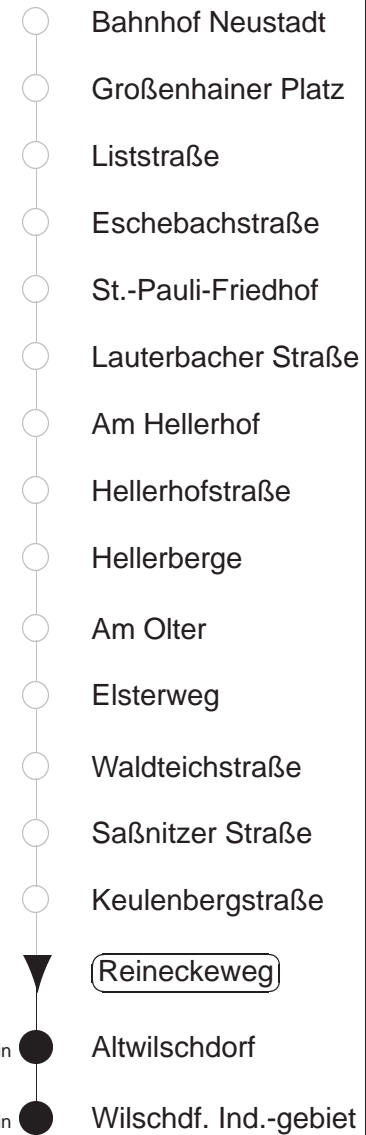 Bahnhof Neustadt
Großenhainer Platz
Liststraße
Eschebachstraße
St.-Pauli-Friedhof
Lauterbacher Straße
Am Hellerhof
Hellerhofstraße
Hellerberge
Am Olter
Elsterweg
Waldteichstraße
Saßnitzer Straße
Keulenbergstraße
Reineckeweg
Altwilschdorf
Wilschdf. Ind.-gebiet